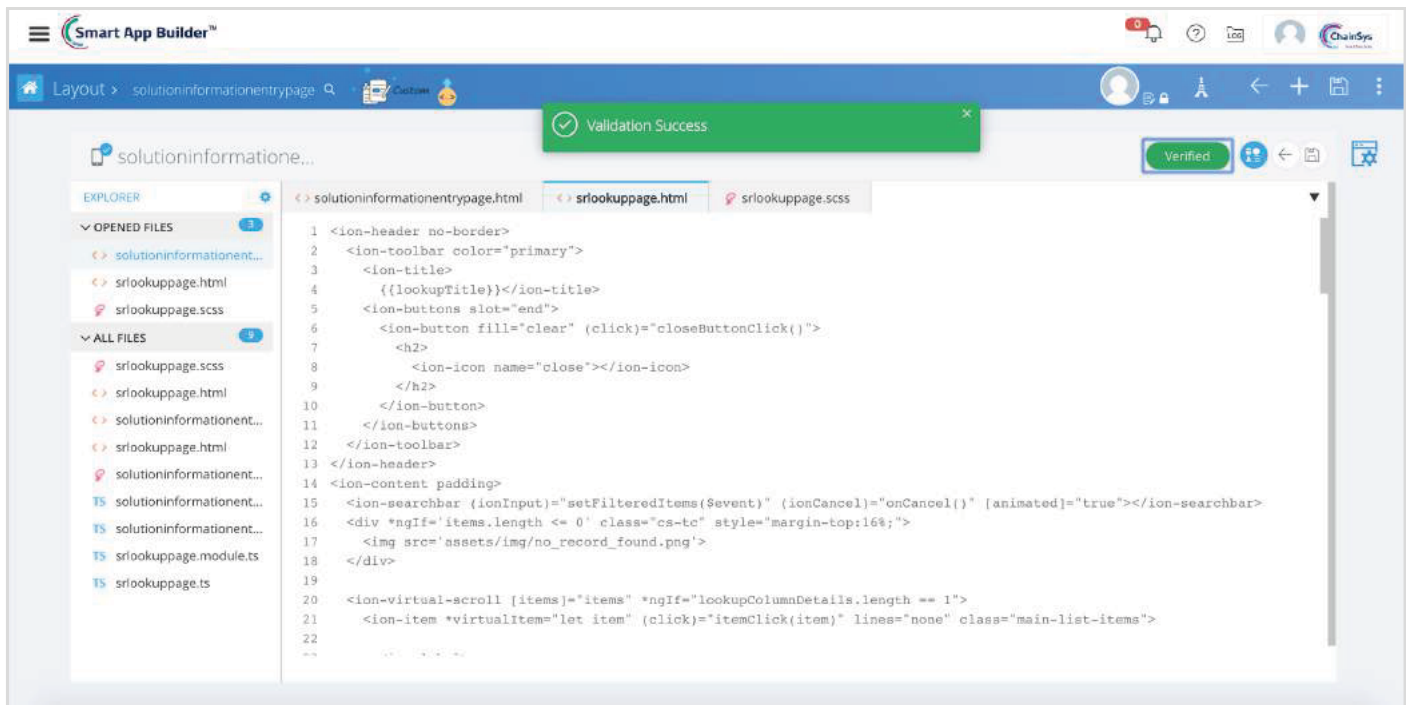 Smart App Builder™
0
LOG
ChainSys
Layout > solutioninformationentrypage
Custom
Validation Success ×
solutioninformatione...
Verified
EXPLORER
OPENED FILES 3
solutioninformationent...
srlookuppage.html
srlookuppage.scss
ALL FILES 9
srlookuppage.scss
srlookuppage.html
solutioninformationent...
srlookuppage.html
solutioninformationent...
TS solutioninformationent...
TS solutioninformationent...
TS srlookuppage.module.ts
TS srlookuppage.ts
<> solutioninformationentrypage.html <> srlookuppage.html srlookuppage.scss
1 <ion-header no-border>
2 <ion-toolbar color="primary">
3 <ion-title>
4 {{lookupTitle}}</ion-title>
5 <ion-buttons slot="end">
6 <ion-button fill="clear" (click)="closeButtonClick()">
7 <h2>
8 <ion-icon name="close"></ion-icon>
9 </h2>
10 </ion-button>
11 </ion-buttons>
12 </ion-toolbar>
13 </ion-header>
14 <ion-content padding>
15 <ion-searchbar (ionInput)="setFilteredItems($event)" (ionCancel)="onCancel()" [animated]="true"></ion-searchbar>
16 <div *ngIf='items.length <= 0' class="cs-tc" style="margin-top:16%;">
17 <img src='assets/img/no_record_found.png'>
18 </div>
19
20 <ion-virtual-scroll [items]="items" *ngIf="lookupColumnDetails.length == 1">
21 <ion-item *virtualItem="let item" (click)="itemClick(item)" lines="none" class="main-list-items">
22